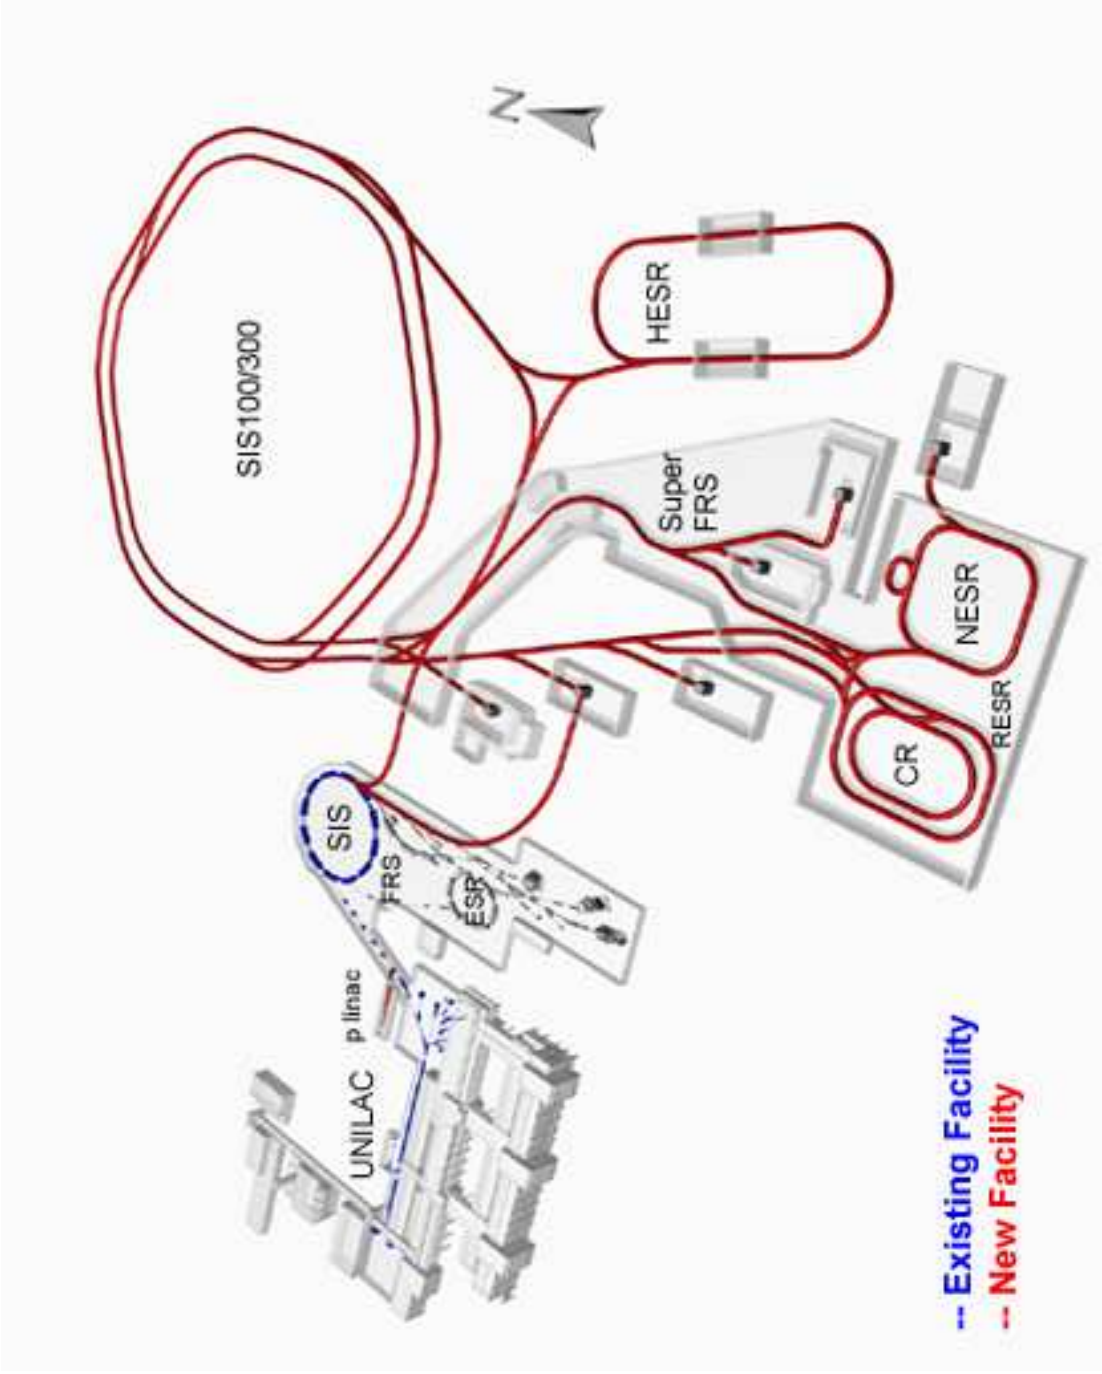 UNILAC
p linac
SIS
FRS
ESR
SIS100/300
N
HESR
Super
FRS
NESR
RESR
CR
-- Existing Facility
-- New Facility